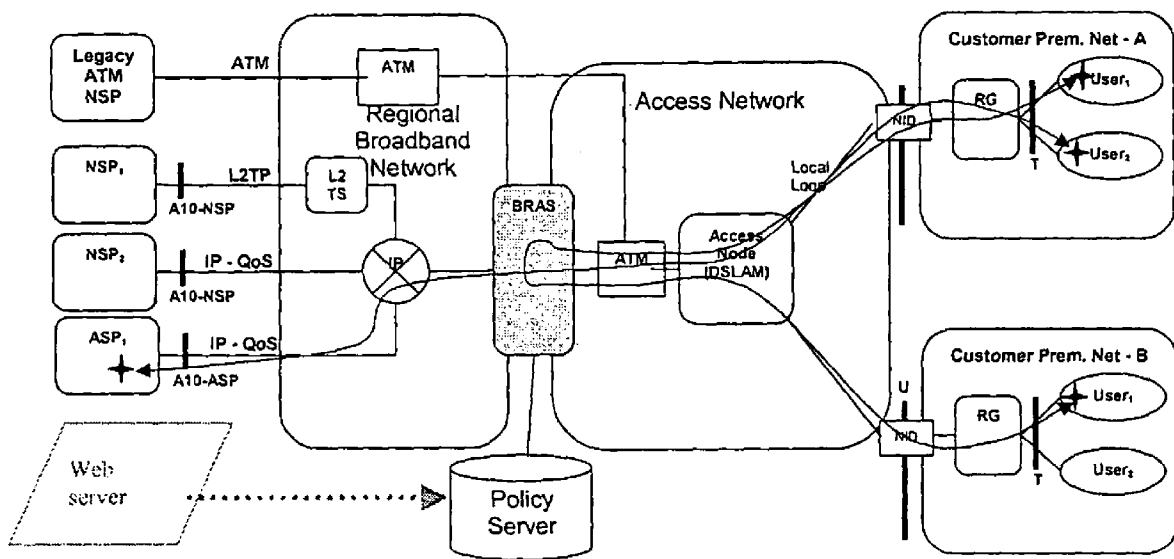 Legacy
ATM
NSP
ATM
ATM
Regional
Broadband
Network
Access Network
Customer Prem. Net - A
RG
User₁
User₂
T
NID
Local
Loop
NSP₁
A10-NSP
L2TP
L2
TS
BRAS
NSP₂
A10-NSP
IP - QoS
IP
ATM
Access
Node
(DSLAM)
ASP₁
A10-ASP
IP - QoS
Customer Prem. Net - B
U
RG
User₁
User₂
T
NID
Web
server
Policy
Server